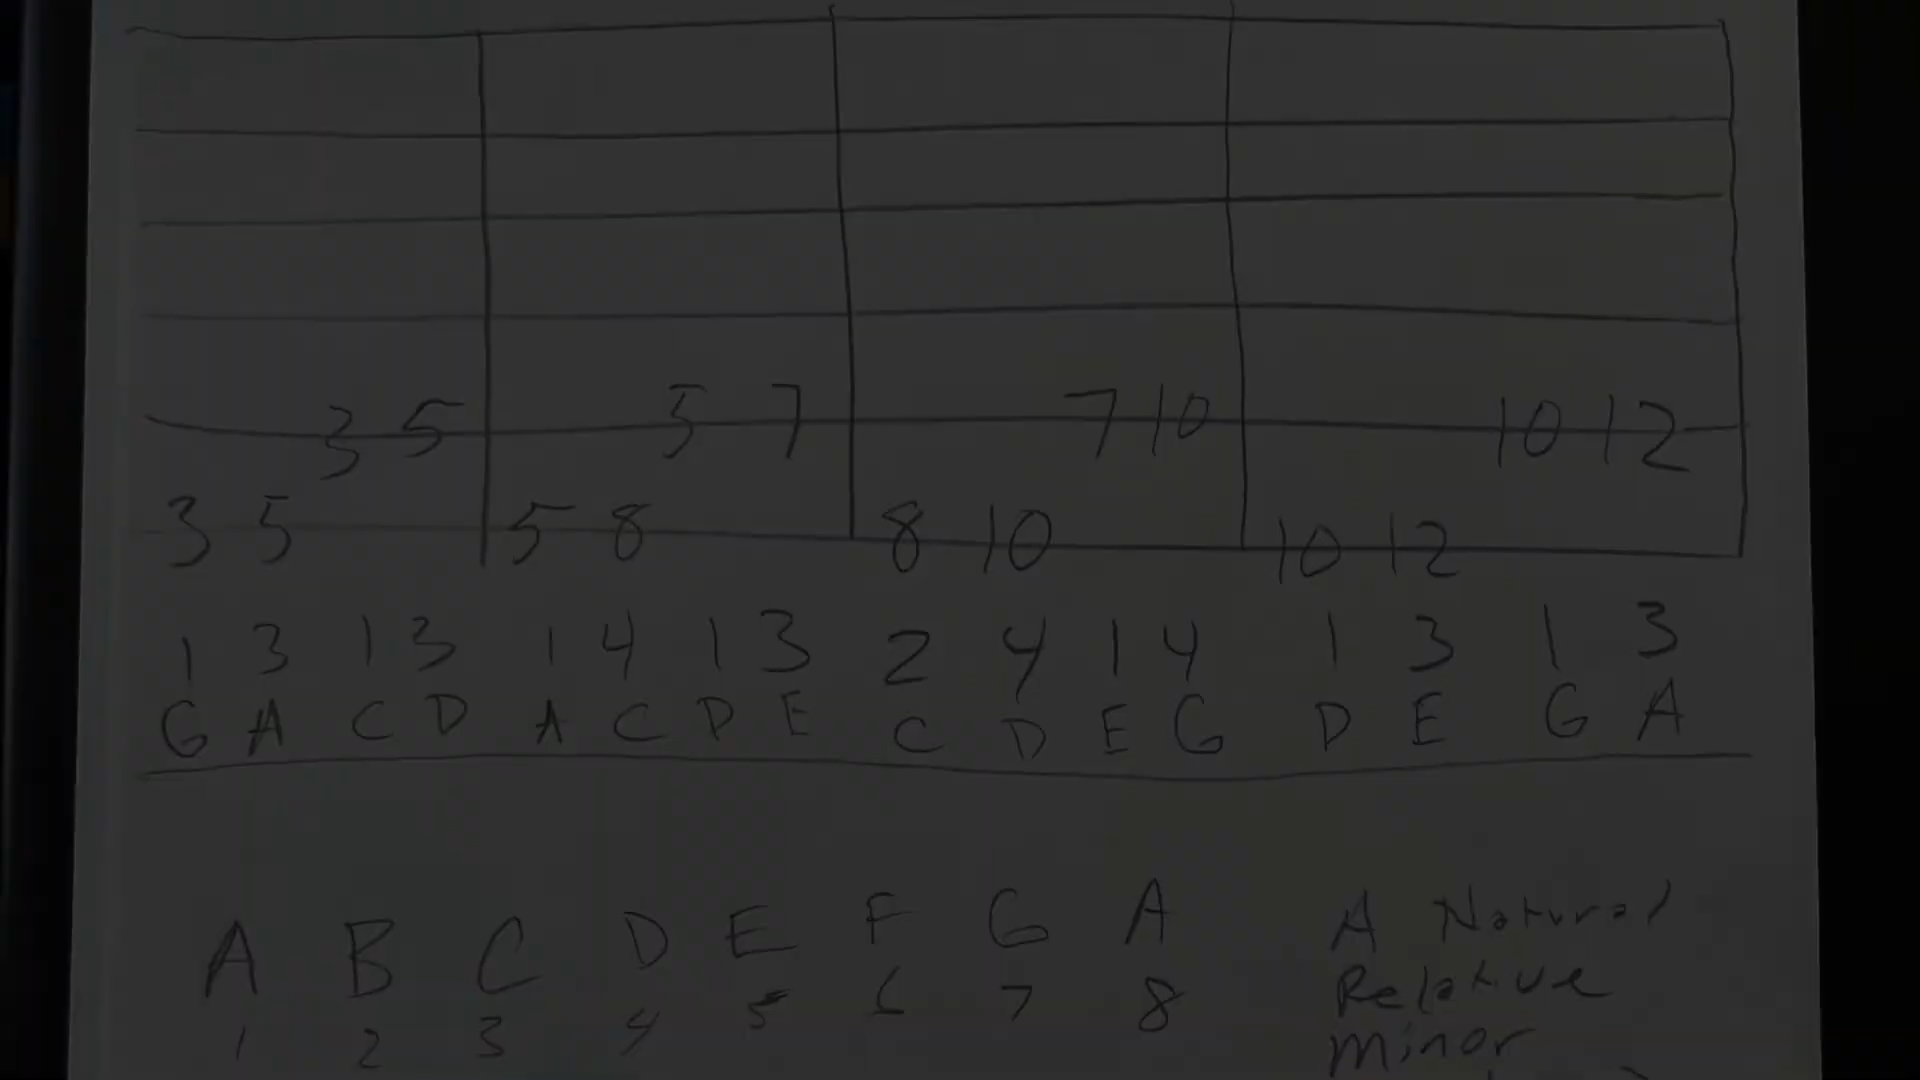 3 5 5 7 7 10 10 12
3 5 5 8 8 10 10 12
1 3 1 3 1 4 1 3 2 4 1 4 1 3 1 3
G A C D A C D E C D E G D E G A
A B C D E F G A
1 2 3 4 5 6 7 8
A Natural
Relative
Minor